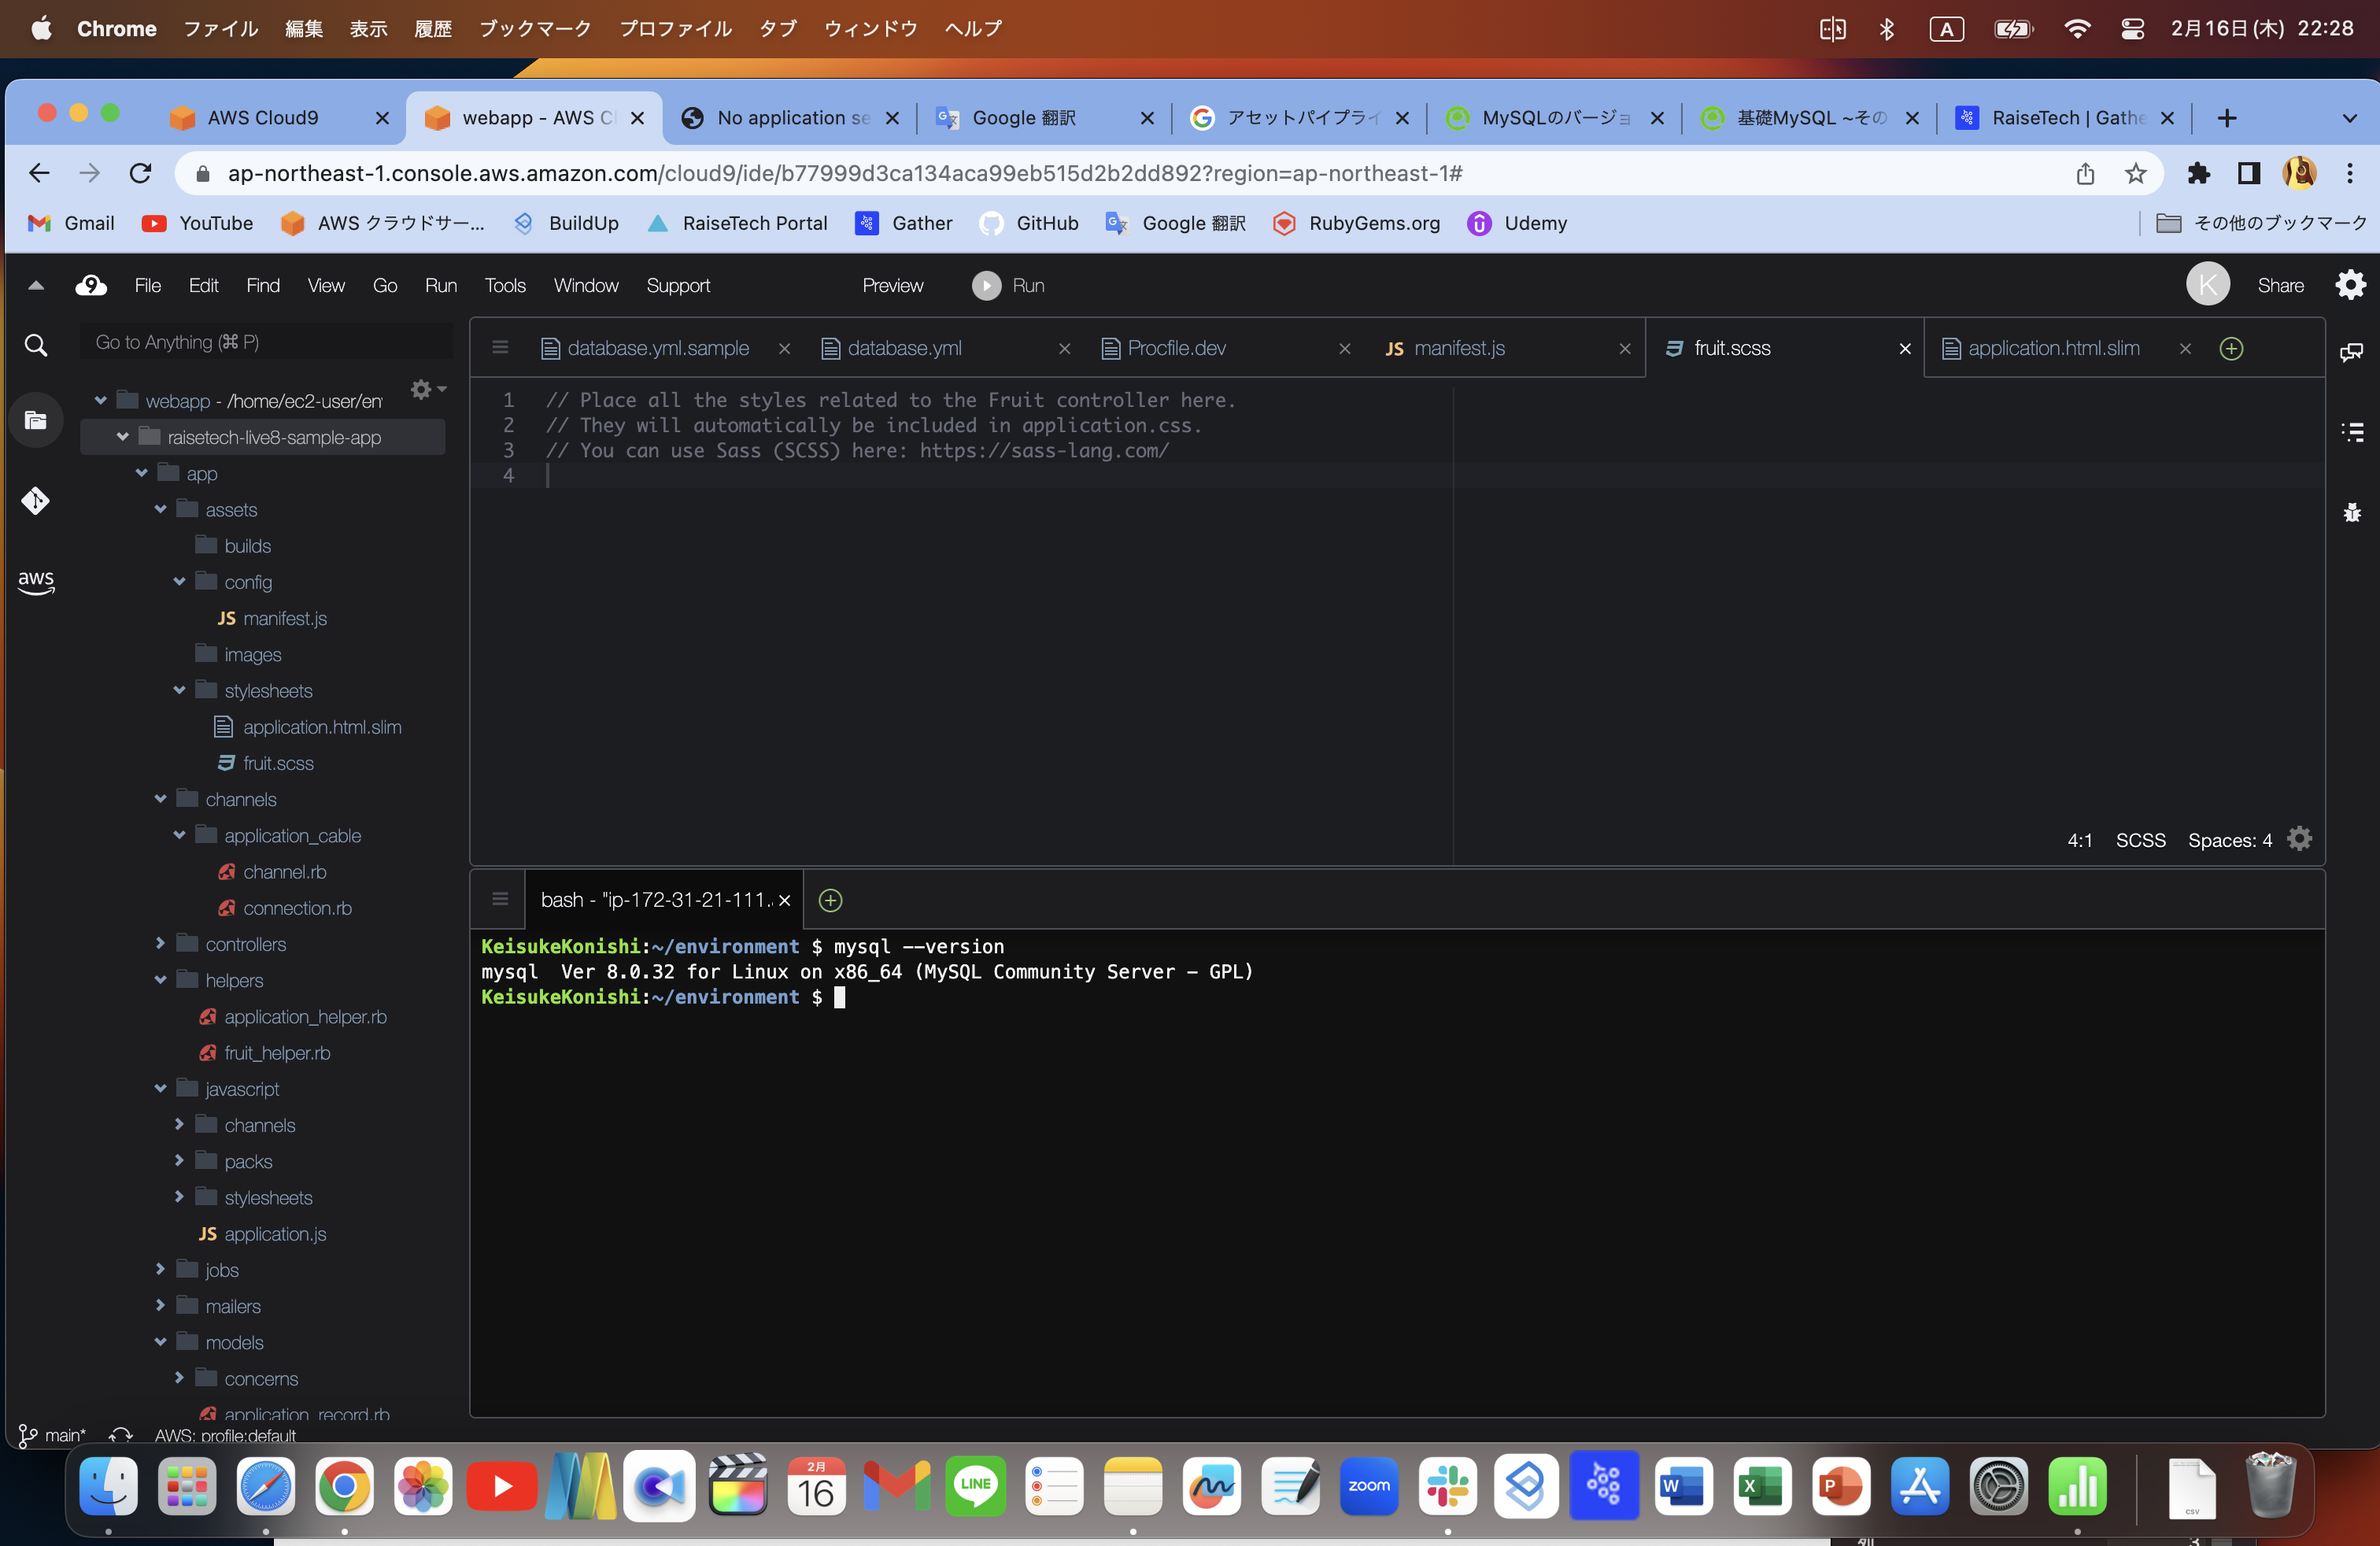 Chrome ファイル 編集 表示 履歴 ブックマーク プロファイル タブ ウィンドウ ヘルプ A 2月16日(木) 22:28
AWS Cloud9 webapp - AWS Cl No application se Google 翻訳 アセットパイプライ MySQLのバージョ 基礎MySQL ~その RaiseTech | Gathe
ap-northeast-1.console.aws.amazon.com/cloud9/ide/b77999d3ca134aca99eb515d2b2dd892?region=ap-northeast-1#
Gmail YouTube AWS クラウドサー... BuildUp RaiseTech Portal Gather GitHub Google 翻訳 RubyGems.org Udemy その他のブックマーク
9 File Edit Find View Go Run Tools Window Support Preview Run K Share
Go to Anything (⌘ P)
database.yml.sample database.yml Procfile.dev JS manifest.js fruit.scss application.html.slim
webapp - /home/ec2-user/en
raisetech-live8-sample-app
app
assets
builds
config
JS manifest.js
images
stylesheets
application.html.slim
fruit.scss
channels
application_cable
channel.rb
connection.rb
controllers
helpers
application_helper.rb
fruit_helper.rb
javascript
channels
packs
stylesheets
JS application.js
jobs
mailers
models
concerns
application_record.rb
aws
1 // Place all the styles related to the Fruit controller here.
2 // They will automatically be included in application.css.
3 // You can use Sass (SCSS) here: https://sass-lang.com/
4
4:1 SCSS Spaces: 4
bash - "ip-172-31-21-111.
KeisukeKonishi:~/environment $ mysql --version
mysql  Ver 8.0.32 for Linux on x86_64 (MySQL Community Server - GPL)
KeisukeKonishi:~/environment $
main* AWS: profile:default
2月
16
LINE
zoom
W
X
P
CSV